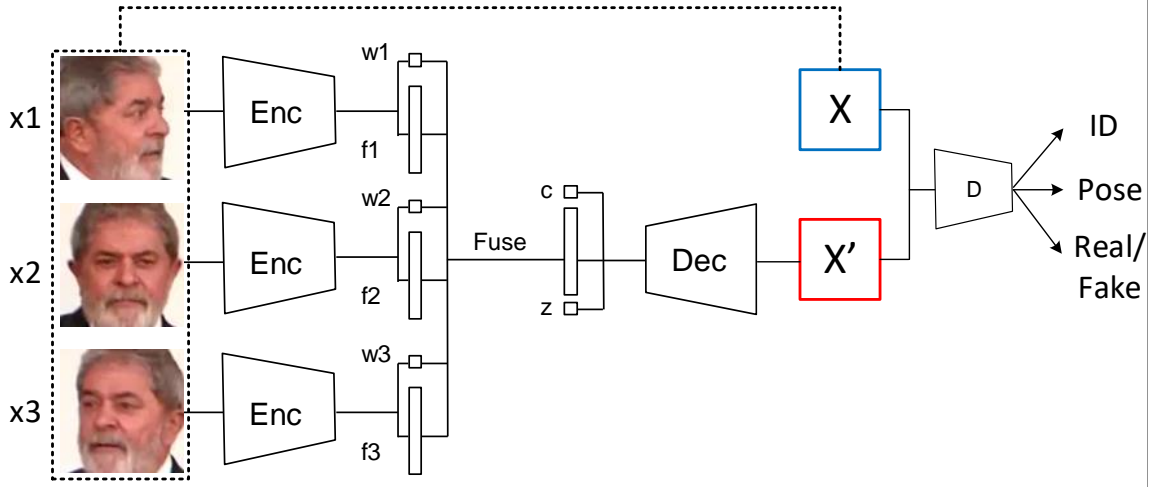 x1
Enc
w1
f1
x2
Enc
w2
f2
x3
Enc
w3
f3
Fuse
c
z
Dec
X
X’
D
ID
Pose
Real/
Fake